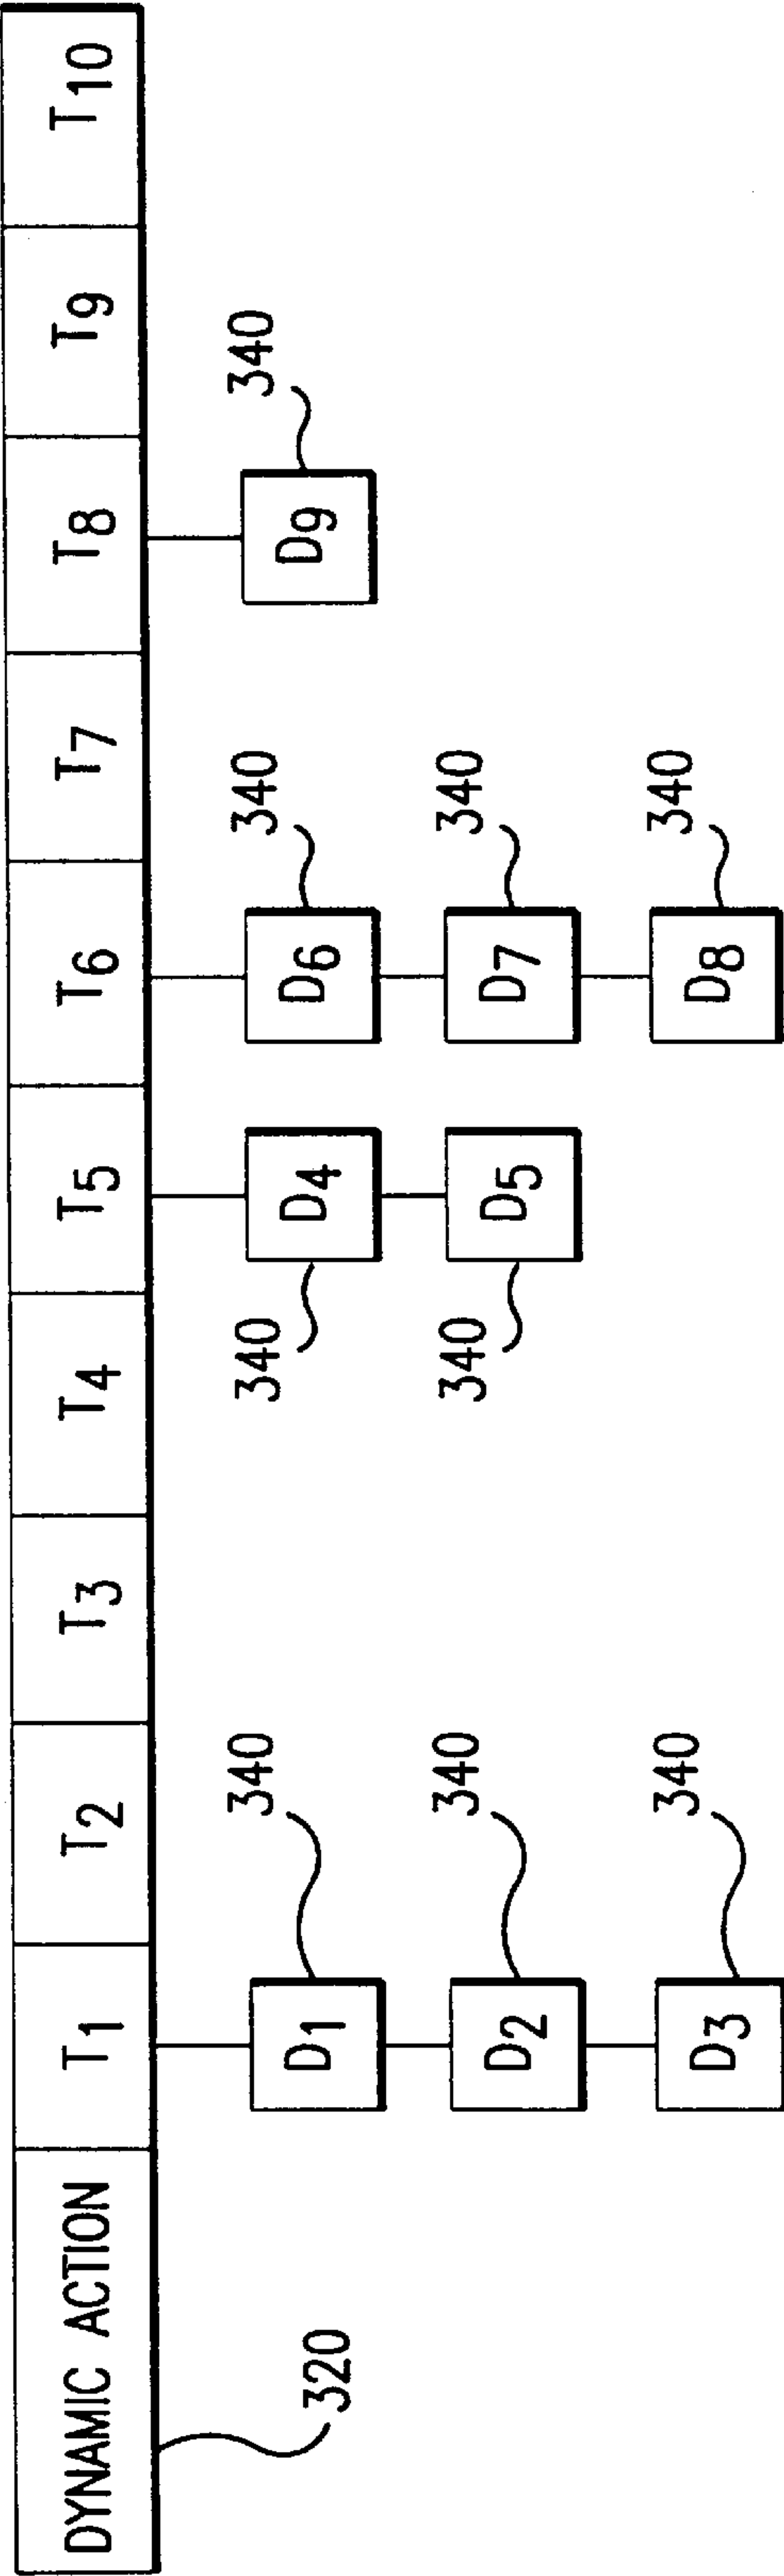 DYNAMIC ACTION T1 T2 T3 T4 T5 T6 T7 T8 T9 T10
340 340 340 340
320 D1 D4 D6 D9
340 340 340
D2 D5 D7
340 340
D3 D8